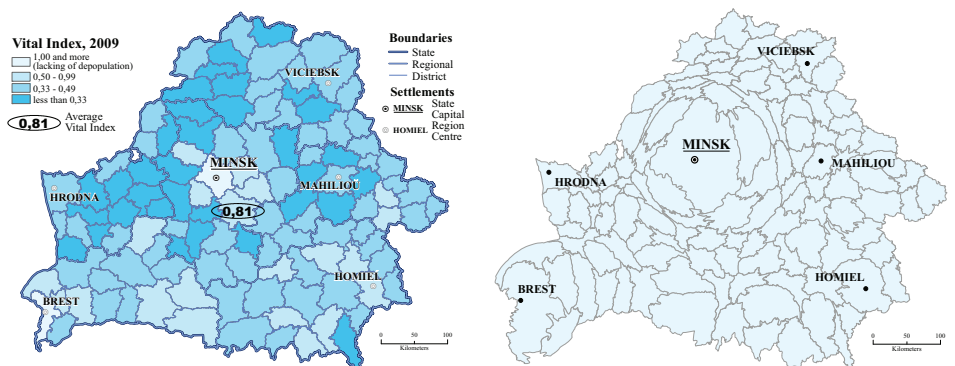 Vital Index, 2009
1,00 and more
(lacking of depopulation)
0,50 - 0,99
0,33 - 0,49
less than 0,33
0,81
Average
Vital Index
Boundaries
State
Regional
District
Settlements
MINSK
State
Capital
HOMIEL
Region
Centre
VICIEBSK
MINSK
MAHILIOU
HRODNA
0,81
HOMIEL
BREST
0
100
Kilometers
VICIEBSK
MINSK
MAHILIOU
HRODNA
HOMIEL
BREST
0
100
Kilometers